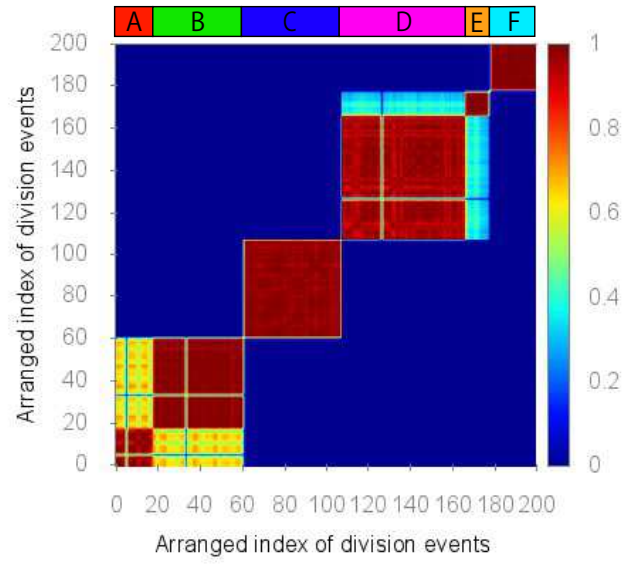 A B C D E F
200 1
180
160 0.8
140
120 0.6
100
80 0.4
60
40 0.2
20
0 0
0 20 40 60 80 100 120 140 160 180 200
Arranged index of division events
Arranged index of division events